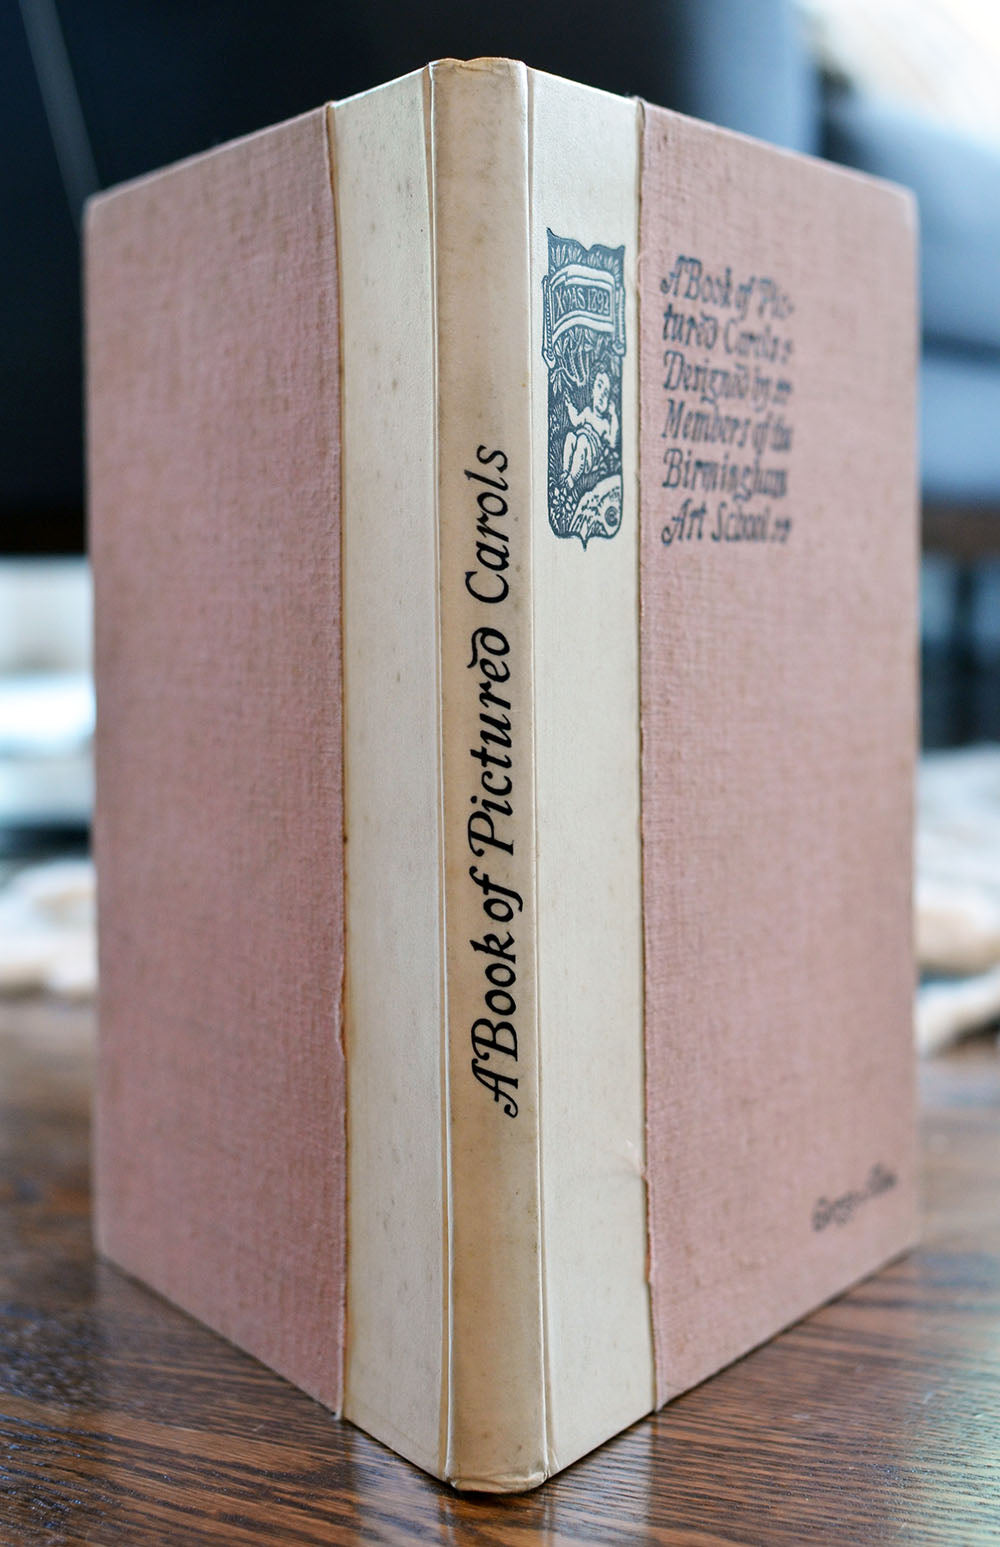 A Book of Pictured Carols
XMAS 1893
A Book of Pic-
tured Carols
Designed by
Members of the
Birmingham
Art School
George Allen